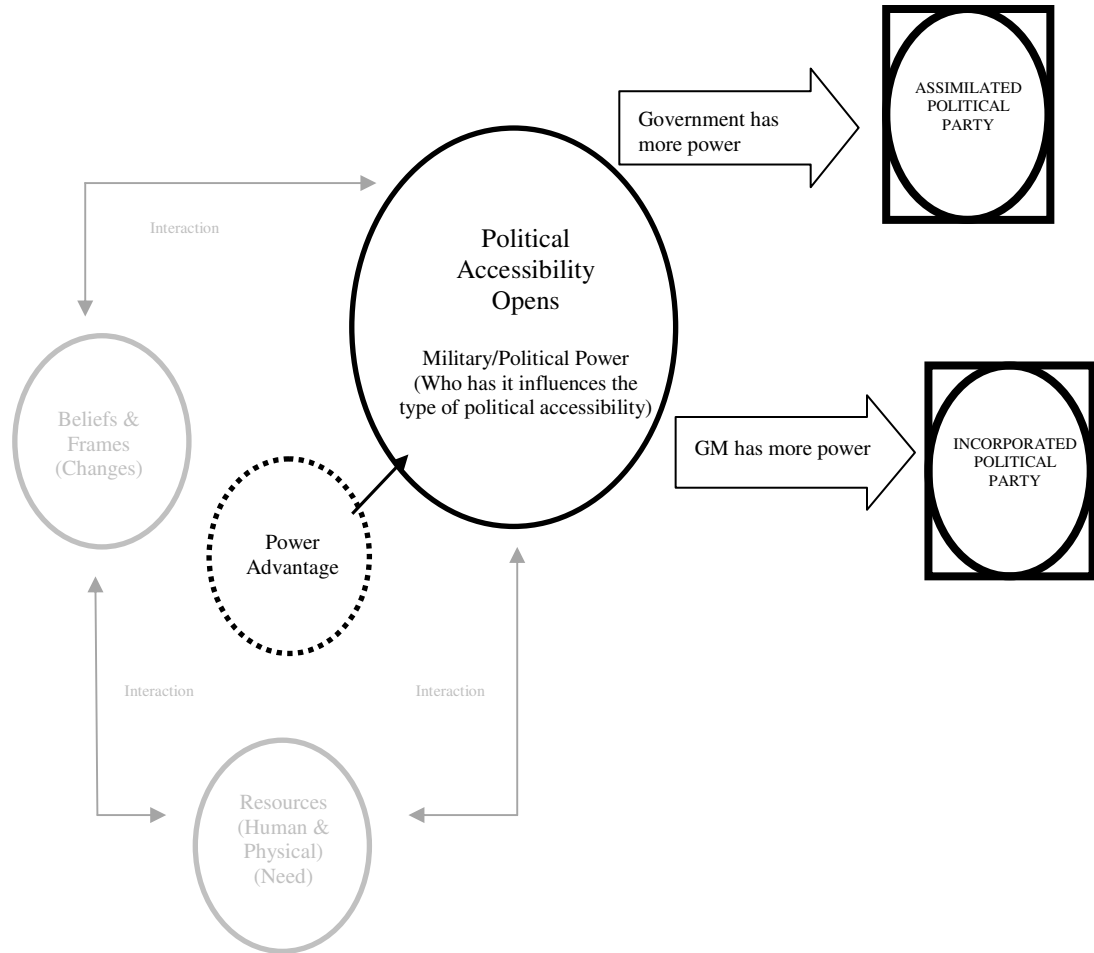 ASSIMILATED
POLITICAL
PARTY
Government has
more power
Interaction
Political
Accessibility
Opens
Military/Political Power
(Who has it influences the
type of political accessibility)
Beliefs &
Frames
(Changes)
GM has more power
INCORPORATED
POLITICAL
PARTY
Power
Advantage
Interaction
Interaction
Resources
(Human &
Physical)
(Need)